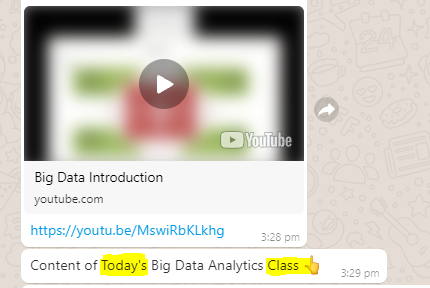 YouTube
Big Data Introduction
youtube.com
https://youtu.be/MswiRbKLkhg
3:28 pm
Content of Today's Big Data Analytics Class 👆
3:29 pm